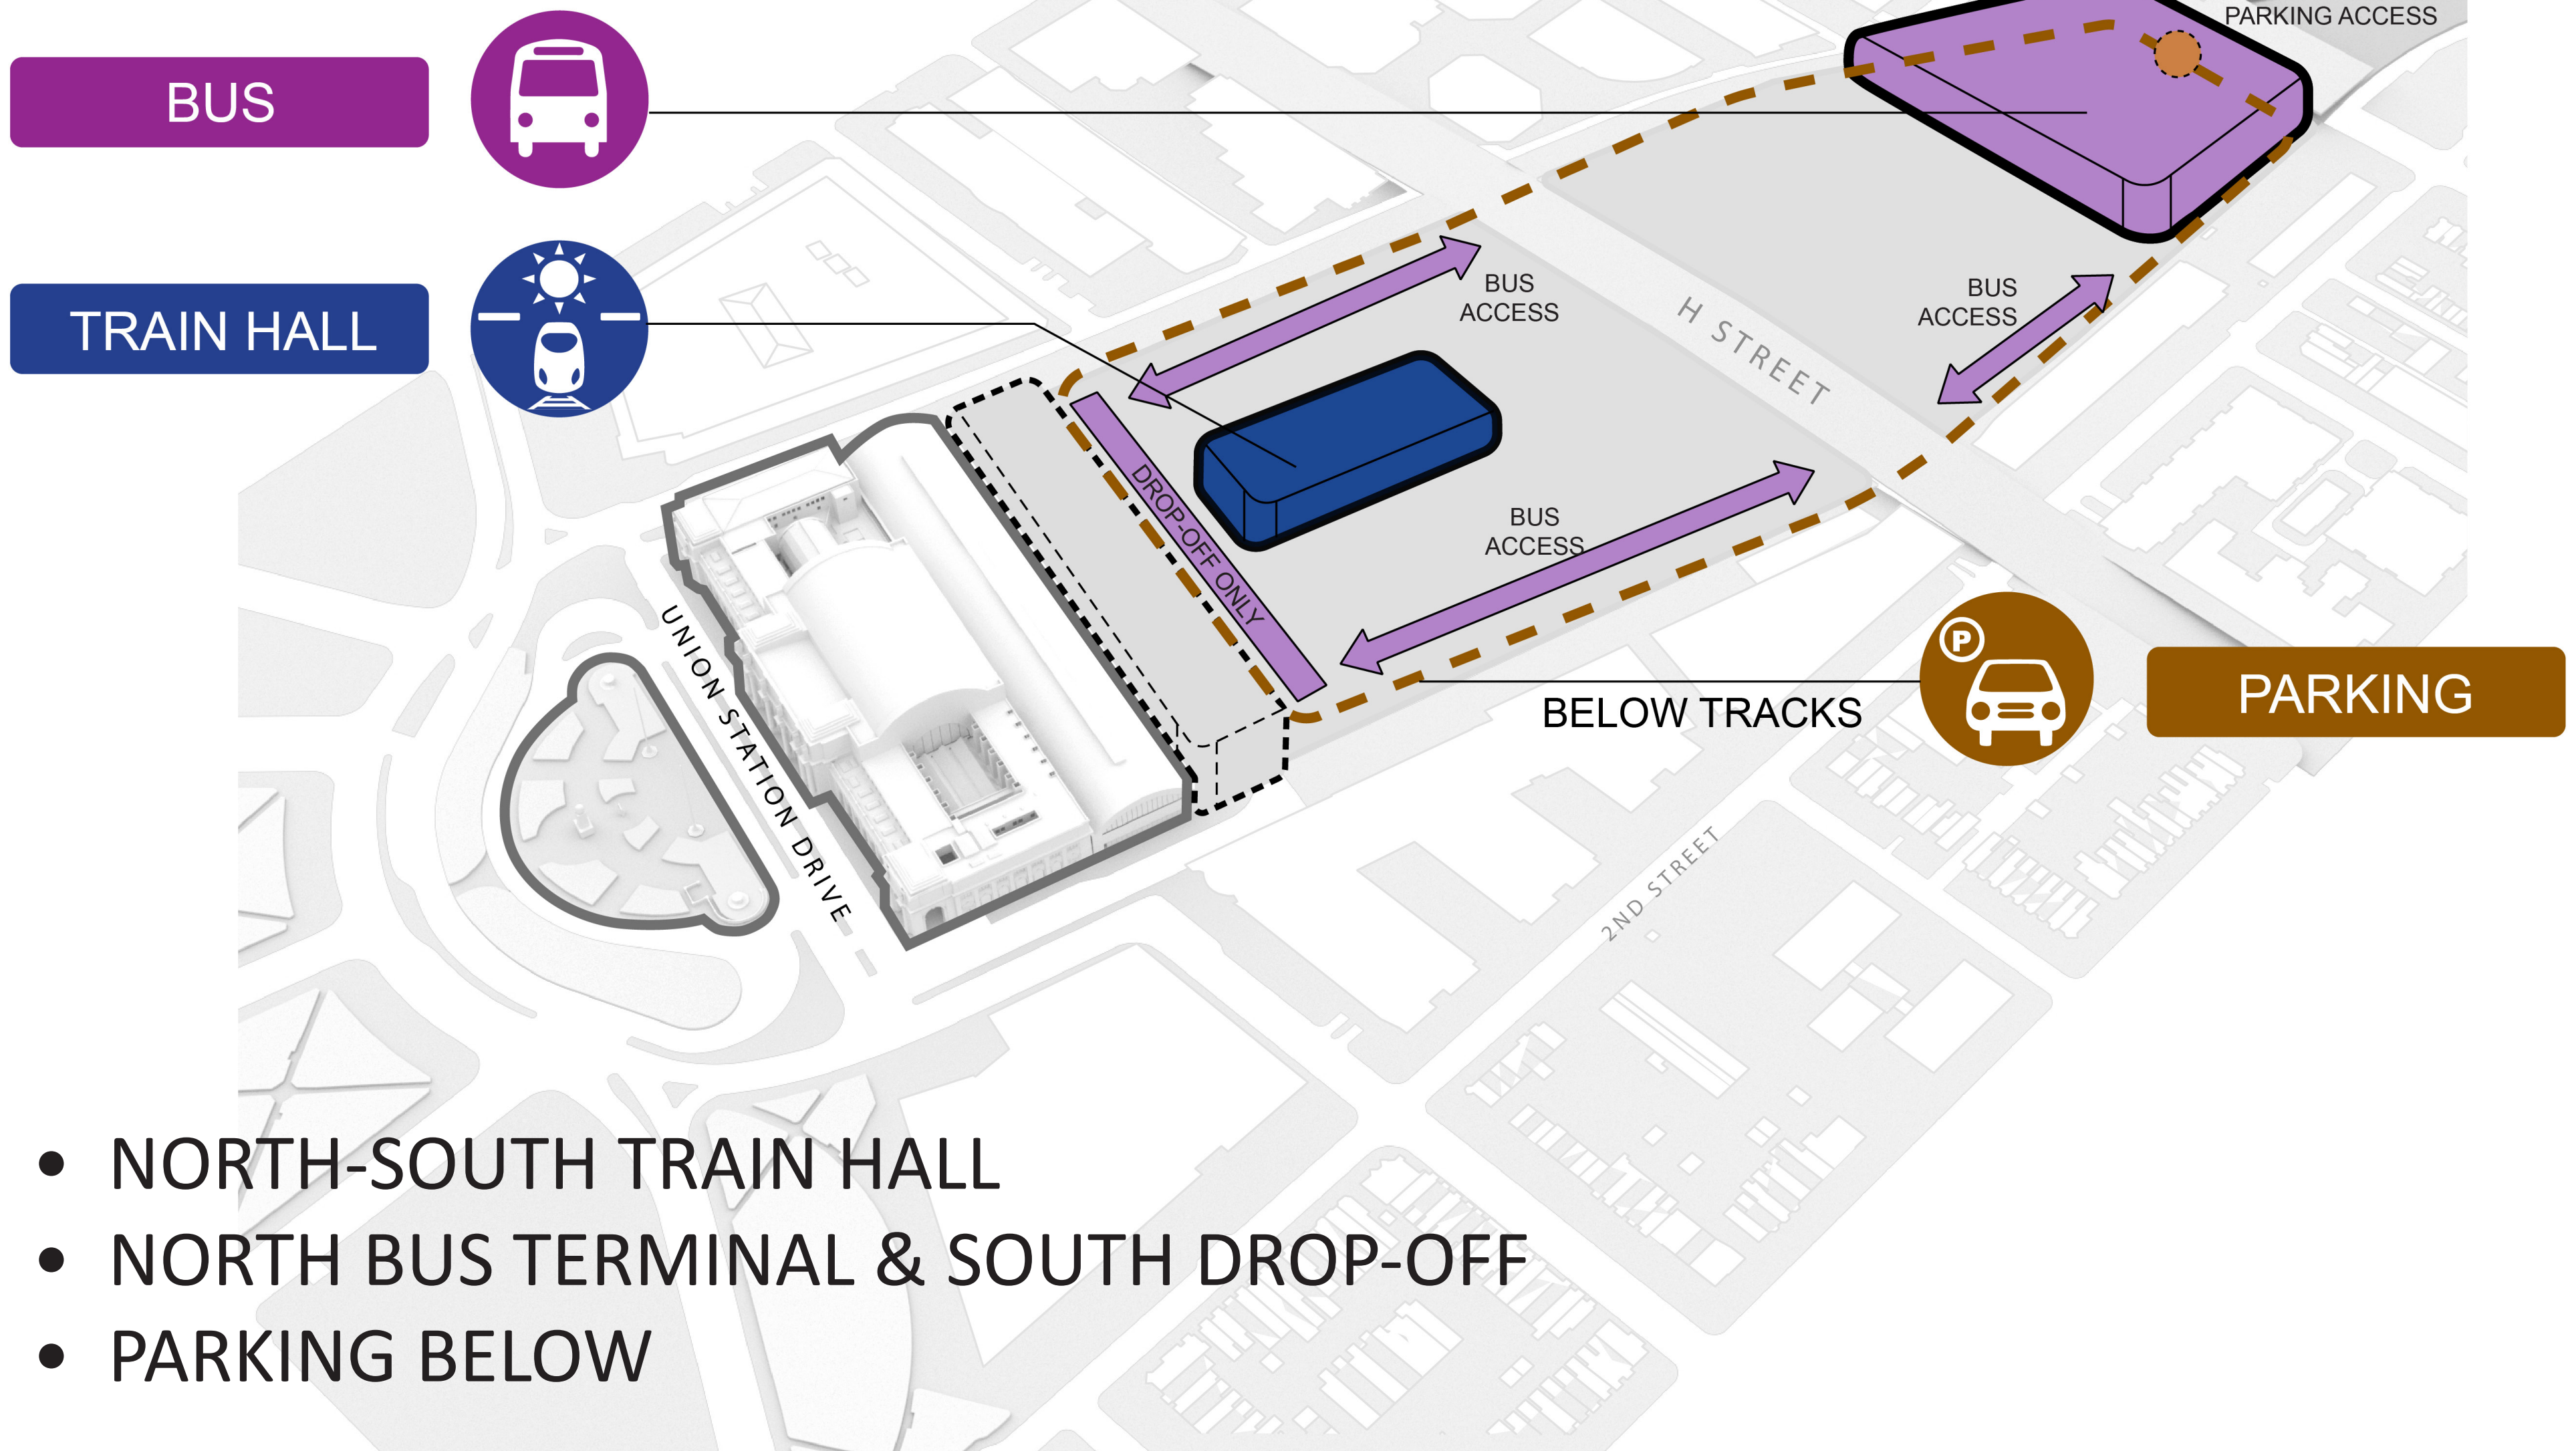 PARKING ACCESS
BUS
TRAIN HALL
BUS
ACCESS
BUS
ACCESS
H STREET
DROP-OFF ONLY
BUS
ACCESS
UNION STATION DRIVE
P
BELOW TRACKS
PARKING
2ND STREET
• NORTH-SOUTH TRAIN HALL
• NORTH BUS TERMINAL & SOUTH DROP-OFF
• PARKING BELOW